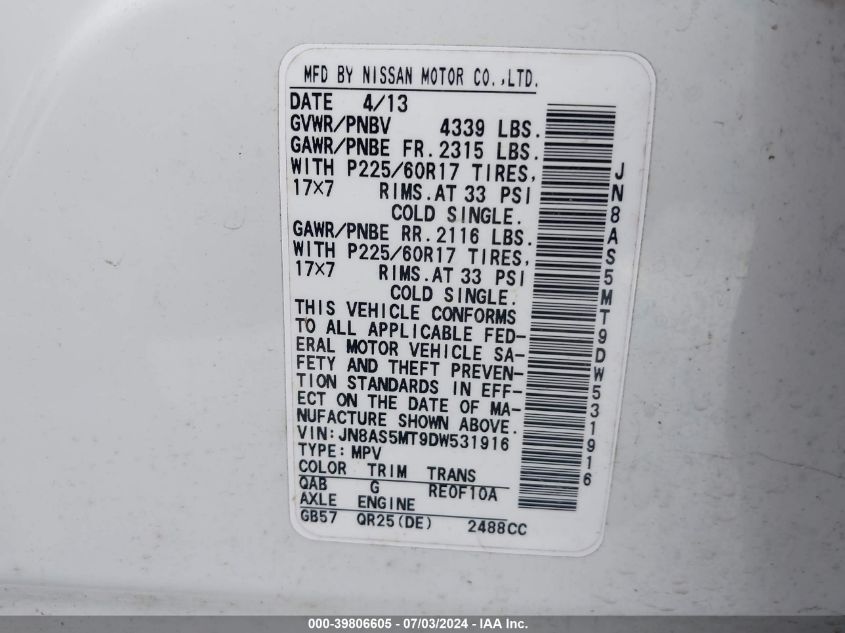 MFD BY NISSAN MOTOR CO.,LTD.
DATE 4/13
GVWR/PNBV 4339 LBS.
GAWR/PNBE FR. 2315 LBS.
WITH P225/60R17 TIRES,
17×7 RIMS. AT 33 PSI
COLD SINGLE.
GAWR/PNBE RR. 2116 LBS.
WITH P225/60R17 TIRES,
17×7 RIMS. AT 33 PSI
COLD SINGLE.
THIS VEHICLE CONFORMS
TO ALL APPLICABLE FED-
ERAL MOTOR VEHICLE SA-
FETY AND THEFT PREVEN-
TION STANDARDS IN EFF-
ECT ON THE DATE OF MA-
NUFACTURE SHOWN ABOVE.
VIN: JN8AS5MT9DW531916
TYPE: MPV
COLOR TRIM TRANS
QAB G RE0F10A
AXLE ENGINE
GB57 QR25(DE) 2488CC
JN8AS5MT9DW531916
000-39806605 - 07/03/2024 - IAA Inc.